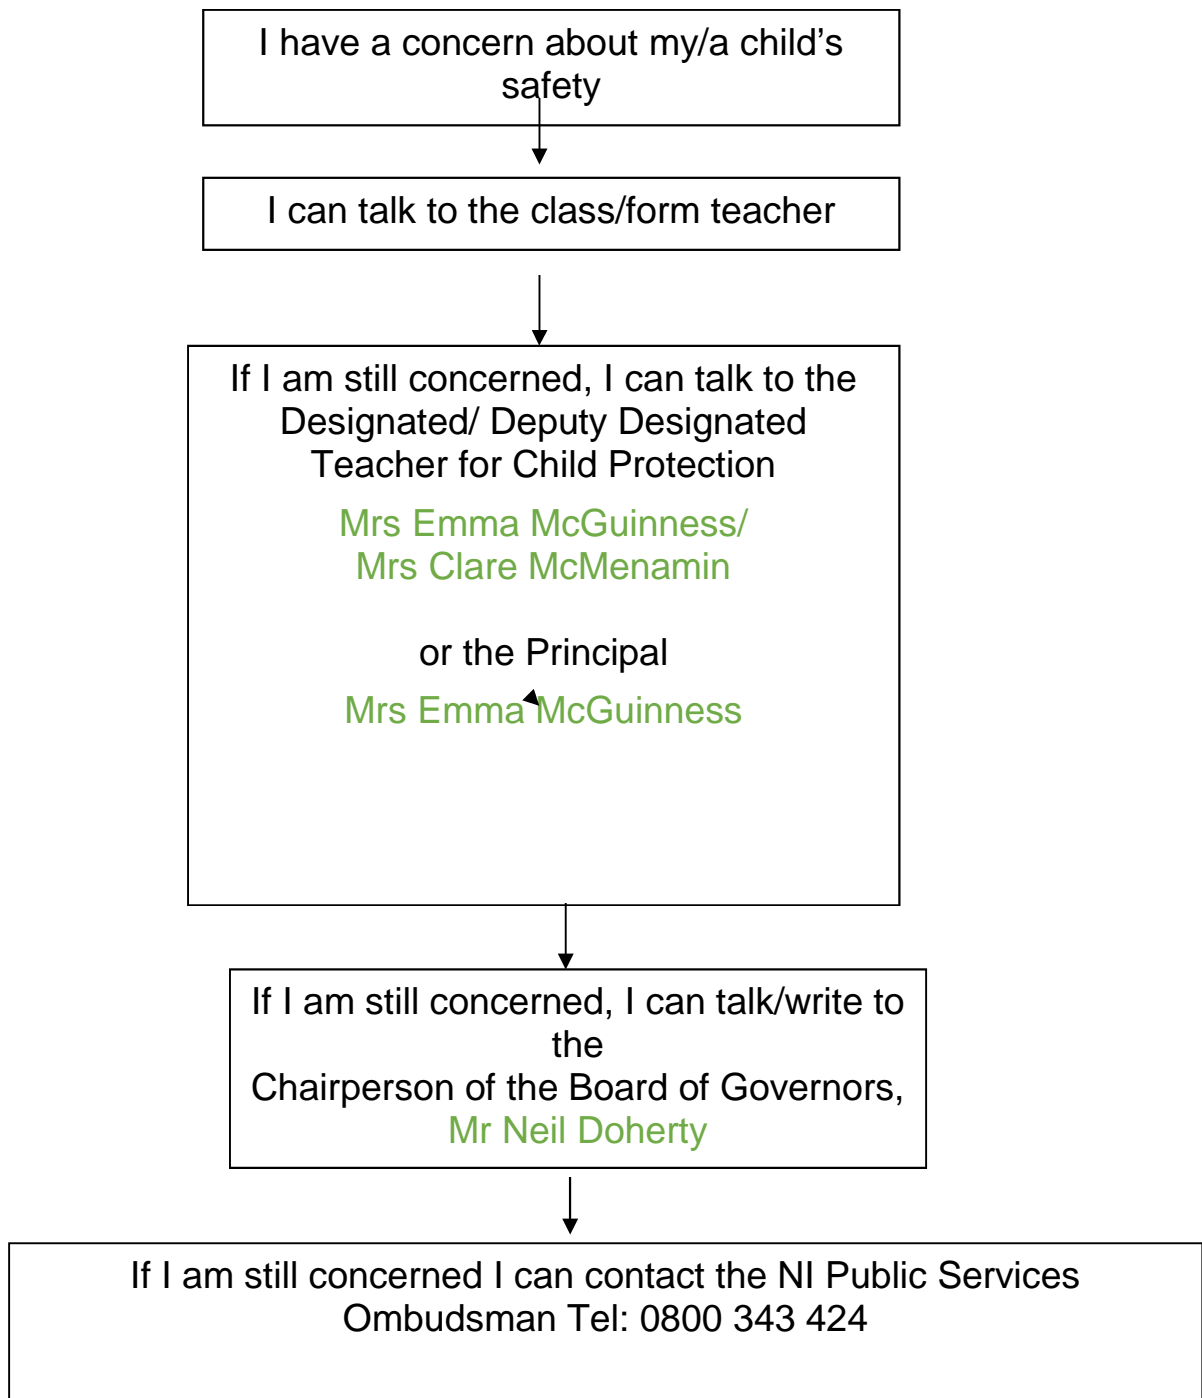 I have a concern about my/a child’s
safety
I can talk to the class/form teacher
If I am still concerned, I can talk to the
Designated/ Deputy Designated
Teacher for Child Protection
Mrs Emma McGuinness/
Mrs Clare McMenamin
or the Principal
Mrs Emma McGuinness
If I am still concerned, I can talk/write to
the
Chairperson of the Board of Governors,
Mr Neil Doherty
If I am still concerned I can contact the NI Public Services
Ombudsman Tel: 0800 343 424